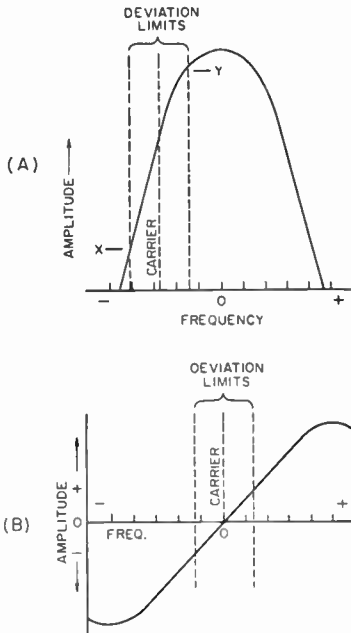 DEVIATION
LIMITS
Y
(A)
AMPLITUDE
X
CARRIER
- 0 +
FREQUENCY
DEVIATION
LIMITS
CARRIER
AMPLITUDE
+
- +
(B)
0
FREQ. 0
-